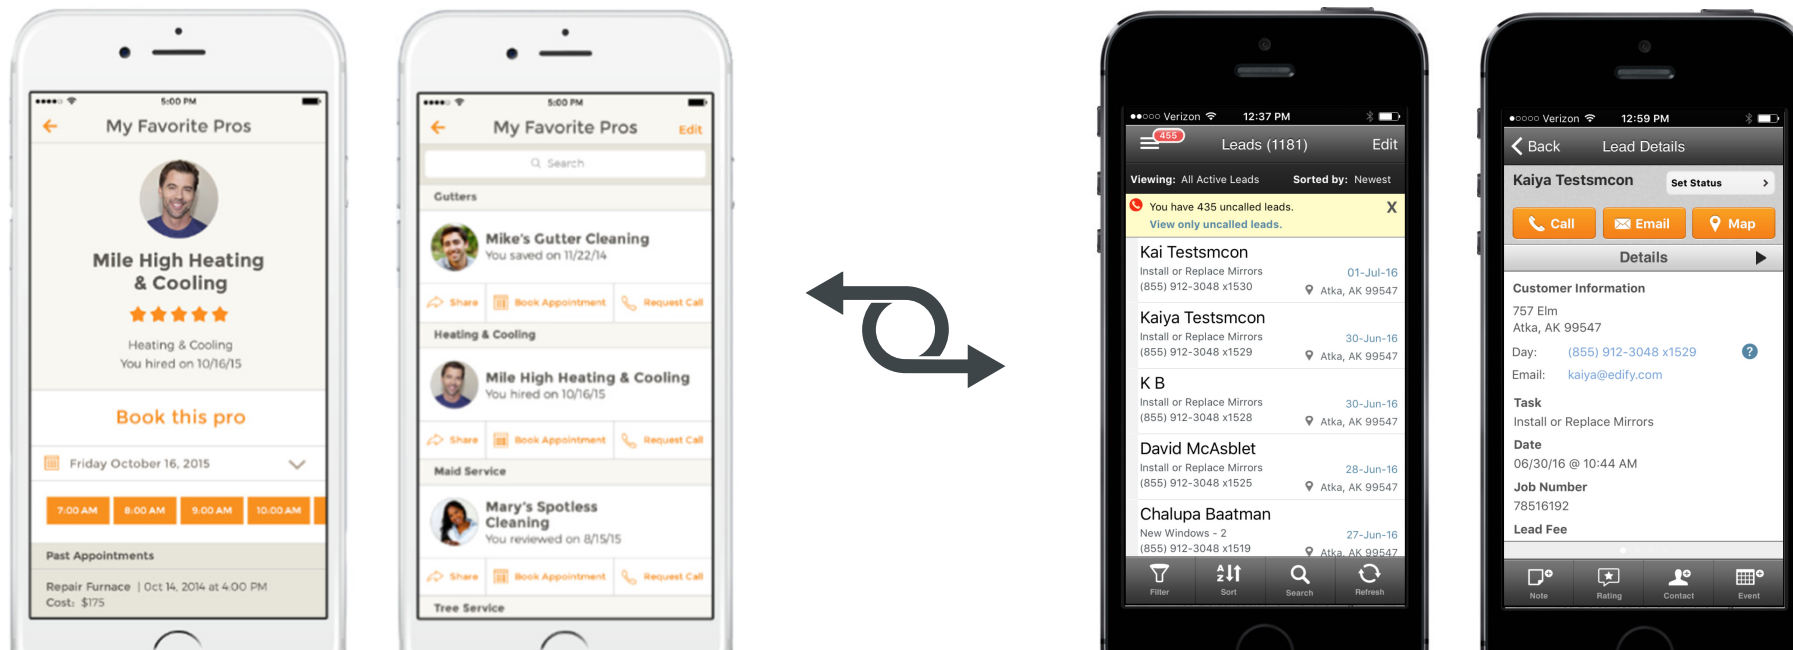 5:00 PM
My Favorite Pros
Mile High Heating
& Cooling
Heating & Cooling
You hired on 10/16/15
Book this pro
Friday October 16, 2015
7:00 AM 8:00 AM 9:00 AM 10:00 AM
Past Appointments
Repair Furnace | Oct 14, 2014 at 4:00 PM
Cost: $175
5:00 PM
My Favorite Pros Edit
Search
Gutters
Mike's Gutter Cleaning
You saved on 11/22/14
Share Book Appointment Request Call
Heating & Cooling
Mile High Heating & Cooling
You hired on 10/16/15
Share Book Appointment Request Call
Maid Service
Mary's Spotless
Cleaning
You reviewed on 8/15/15
Share Book Appointment Request Call
Tree Service
Verizon 12:37 PM
455 Leads (1181) Edit
Viewing: All Active Leads Sorted by: Newest
You have 435 uncalled leads. X
View only uncalled leads.
Kai Testsmcon
Install or Replace Mirrors 01-Jul-16
(855) 912-3048 x1530 Atka, AK 99547
Kaiya Testsmcon
Install or Replace Mirrors 30-Jun-16
(855) 912-3048 x1529 Atka, AK 99547
K B
Install or Replace Mirrors 30-Jun-16
(855) 912-3048 x1528 Atka, AK 99547
David McAsblet
Install or Replace Mirrors 28-Jun-16
(855) 912-3048 x1525 Atka, AK 99547
Chalupa Baatman
New Windows - 2 27-Jun-16
(855) 912-3048 x1519 Atka, AK 99547
Filter Sort Search Refresh
Verizon 12:59 PM
Back Lead Details
Kaiya Testsmcon Set Status >
Call Email Map
Details
Customer Information
757 Elm
Atka, AK 99547
Day: (855) 912-3048 x1529 ?
Email: kaiya@edify.com
Task
Install or Replace Mirrors
Date
06/30/16 @ 10:44 AM
Job Number
78516192
Lead Fee
Note Rating Contact Event